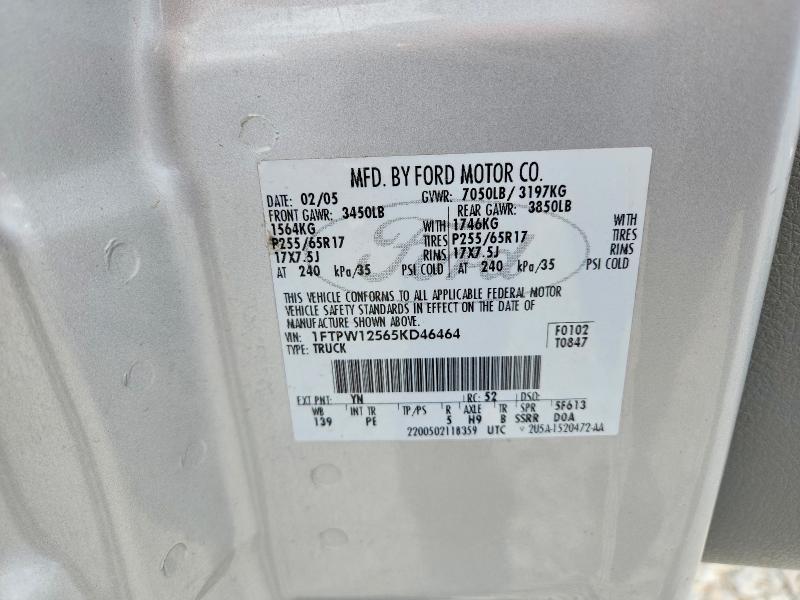 MFD. BY FORD MOTOR CO.
DATE: 02/05 GVWR: 7050LB/ 3197KG
FRONT GAWR: 3450LB REAR GAWR: 3850LB
1564KG WITH 1746KG WITH
P255/65R17 TIRES P255/65R17 TIRES
17X7.5J RIMS 17X7.5J RIMS
AT 240 kPa/35 PSI COLD AT 240 kPa/35 PSI COLD
Ford
THIS VEHICLE CONFORMS TO ALL APPLICABLE FEDERAL MOTOR
VEHICLE SAFETY STANDARDS IN EFFECT ON THE DATE OF
MANUFACTURE SHOWN ABOVE.
VIN: 1FTPW12565KD46464 F0102
TYPE: TRUCK T0847
EXT PNT: YN RC: 52 DSO:
WB INT TR TP/PS R AXLE TR SPR 5F613
139 PE 5 H9 B SSRR DOA
2200502118359 UTC V 2U5A-1520472-AA